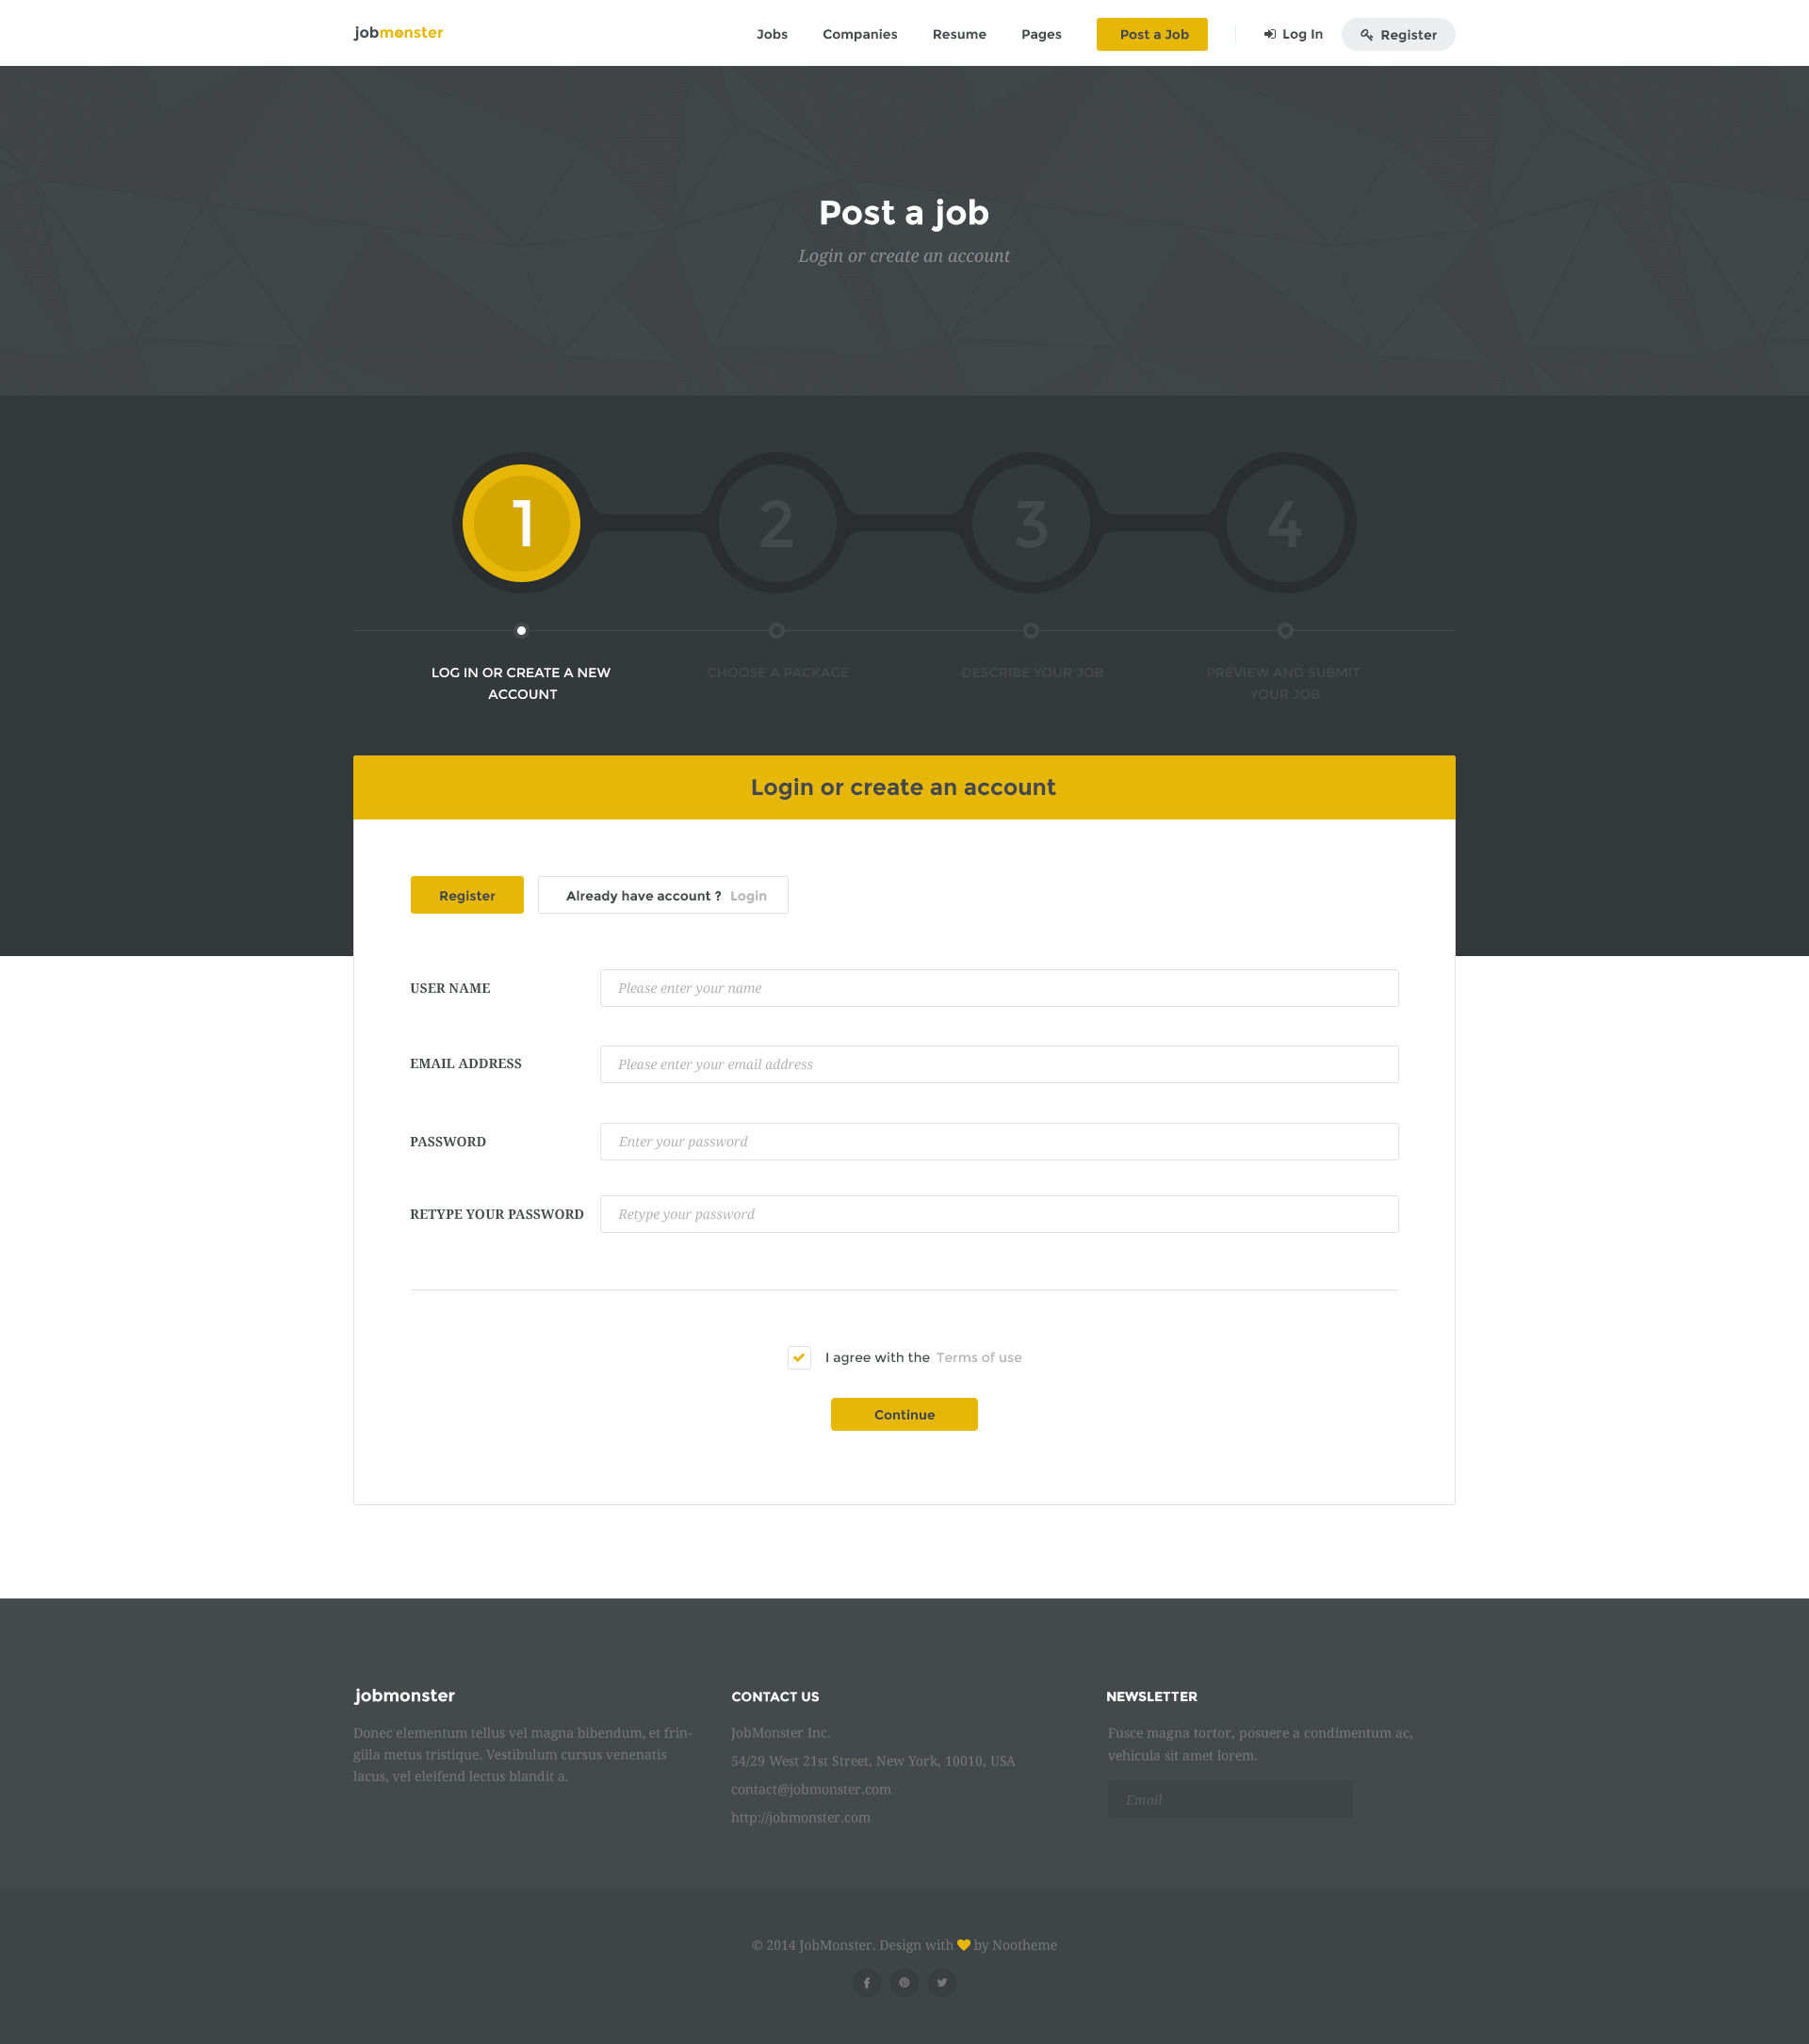 jobmonster
Jobs Companies Resume Pages Post a Job Log In Register
Post a job
Login or create an account
1 2 3 4
LOG IN OR CREATE A NEW
ACCOUNT
CHOOSE A PACKAGE
DESCRIBE YOUR JOB
PREVIEW AND SUBMIT
YOUR JOB
Login or create an account
Register Already have account ? Login
USER NAME Please enter your name
EMAIL ADDRESS Please enter your email address
PASSWORD Enter your password
RETYPE YOUR PASSWORD Retype your password
I agree with the Terms of use
Continue
jobmonster
Donec elementum tellus vel magna bibendum, et frin-
gilla metus tristique. Vestibulum cursus venenatis
lacus, vel eleifend lectus blandit a.
CONTACT US
JobMonster Inc.
54/29 West 21st Street, New York, 10010, USA
contact@jobmonster.com
http://jobmonster.com
NEWSLETTER
Fusce magna tortor, posuere a condimentum ac,
vehicula sit amet lorem.
Email
© 2014 JobMonster. Design with ♥ by Nootheme